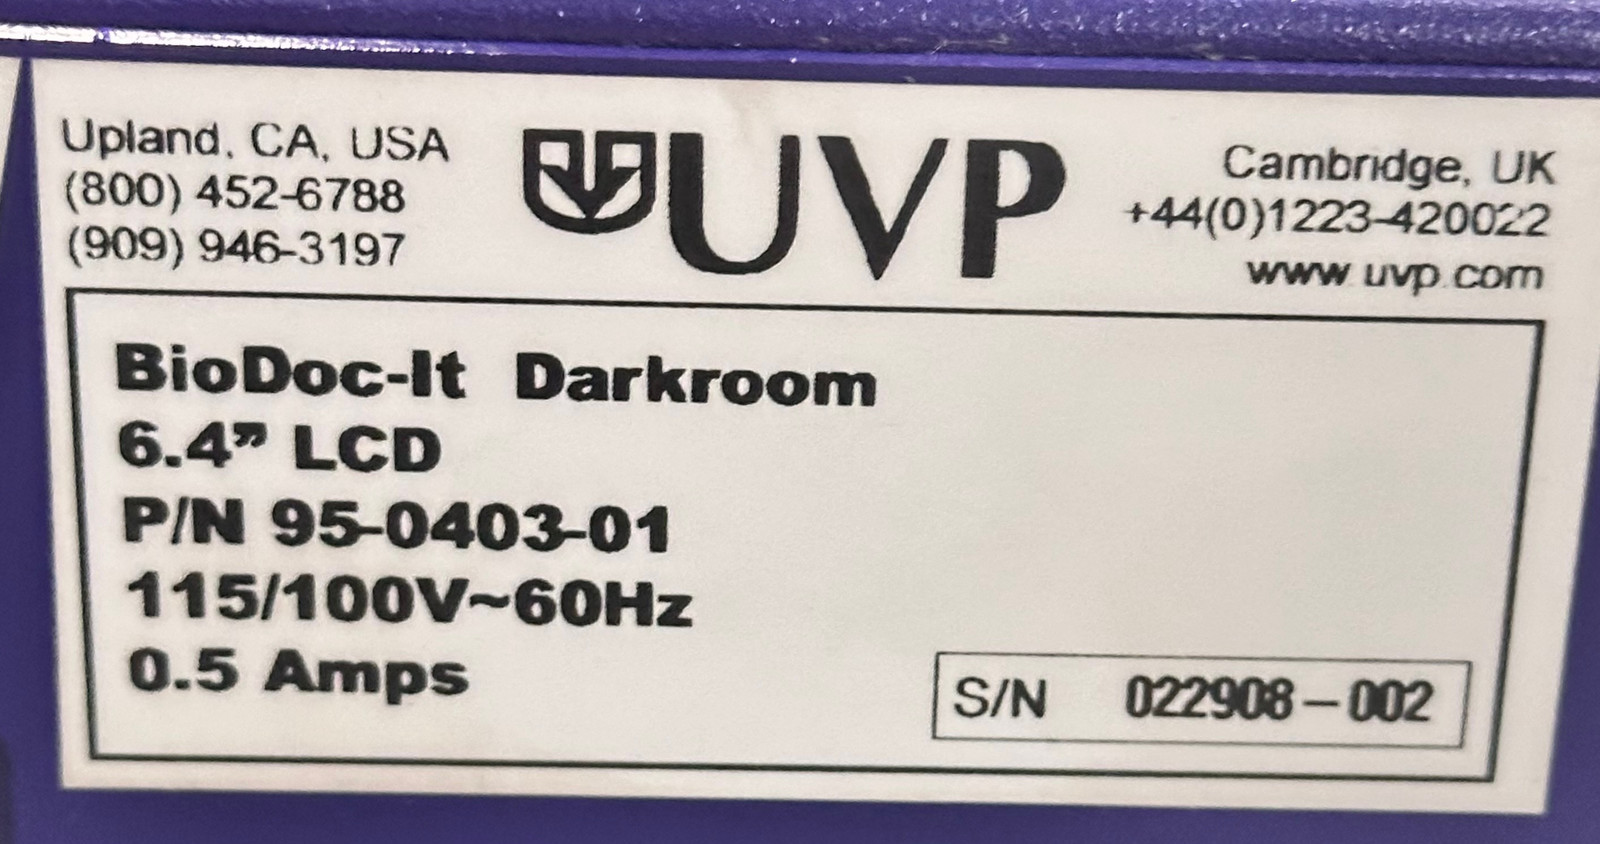 Upland, CA, USA
(800) 452-6788
(909) 946-3197
UVP
Cambridge, UK
+44(0)1223-420022
www.uvp.com
BioDoc-It Darkroom
6.4” LCD
P/N 95-0403-01
115/100V~60Hz
0.5 Amps
S/N 022908-002